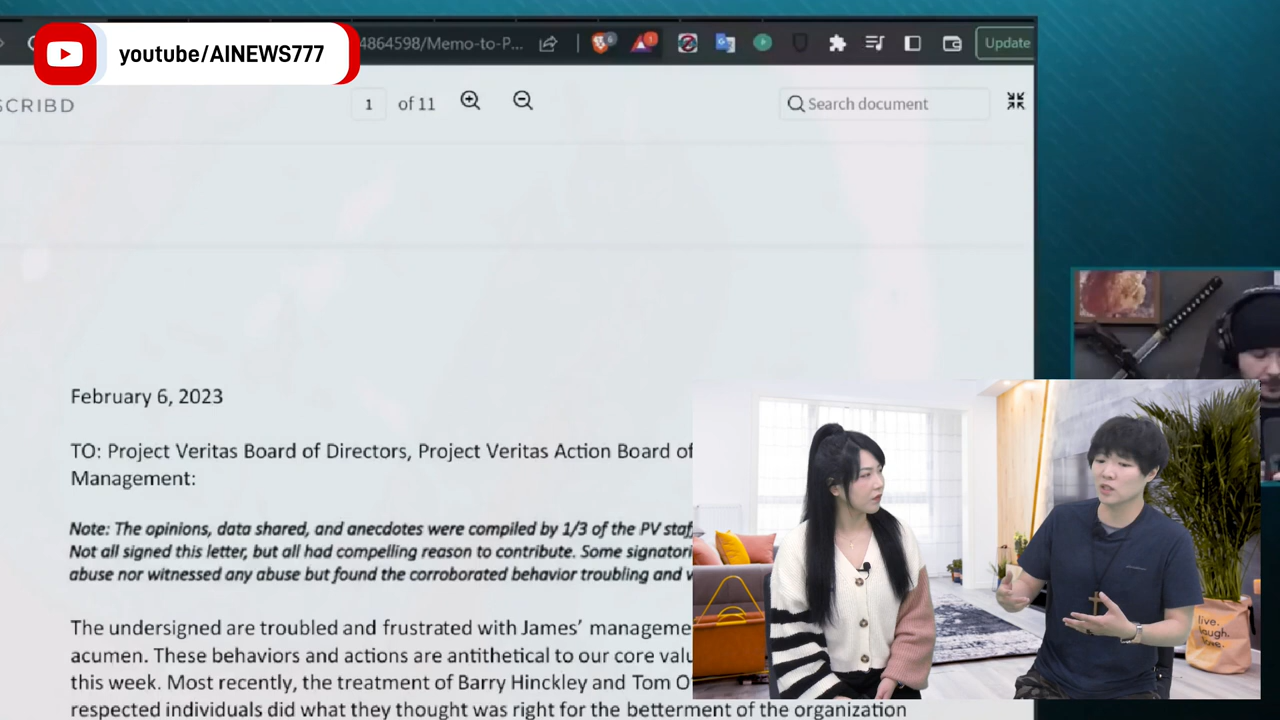 youtube/AINEWS777
4864598/Memo-to-P...
6
1
Update
SCRIBD
1 of 11
Search document
February 6, 2023
TO: Project Veritas Board of Directors, Project Veritas Action Board of
Management:
Note: The opinions, data shared, and anecdotes were compiled by 1/3 of the PV staf
Not all signed this letter, but all had compelling reason to contribute. Some signatori
abuse nor witnessed any abuse but found the corroborated behavior troubling and
The undersigned are troubled and frustrated with James' manageme
acumen. These behaviors and actions are antithetical to our core valu
this week. Most recently, the treatment of Barry Hinckley and Tom O
respected individuals did what they thought was right for the betterment of the organization
live.
laugh.
love.